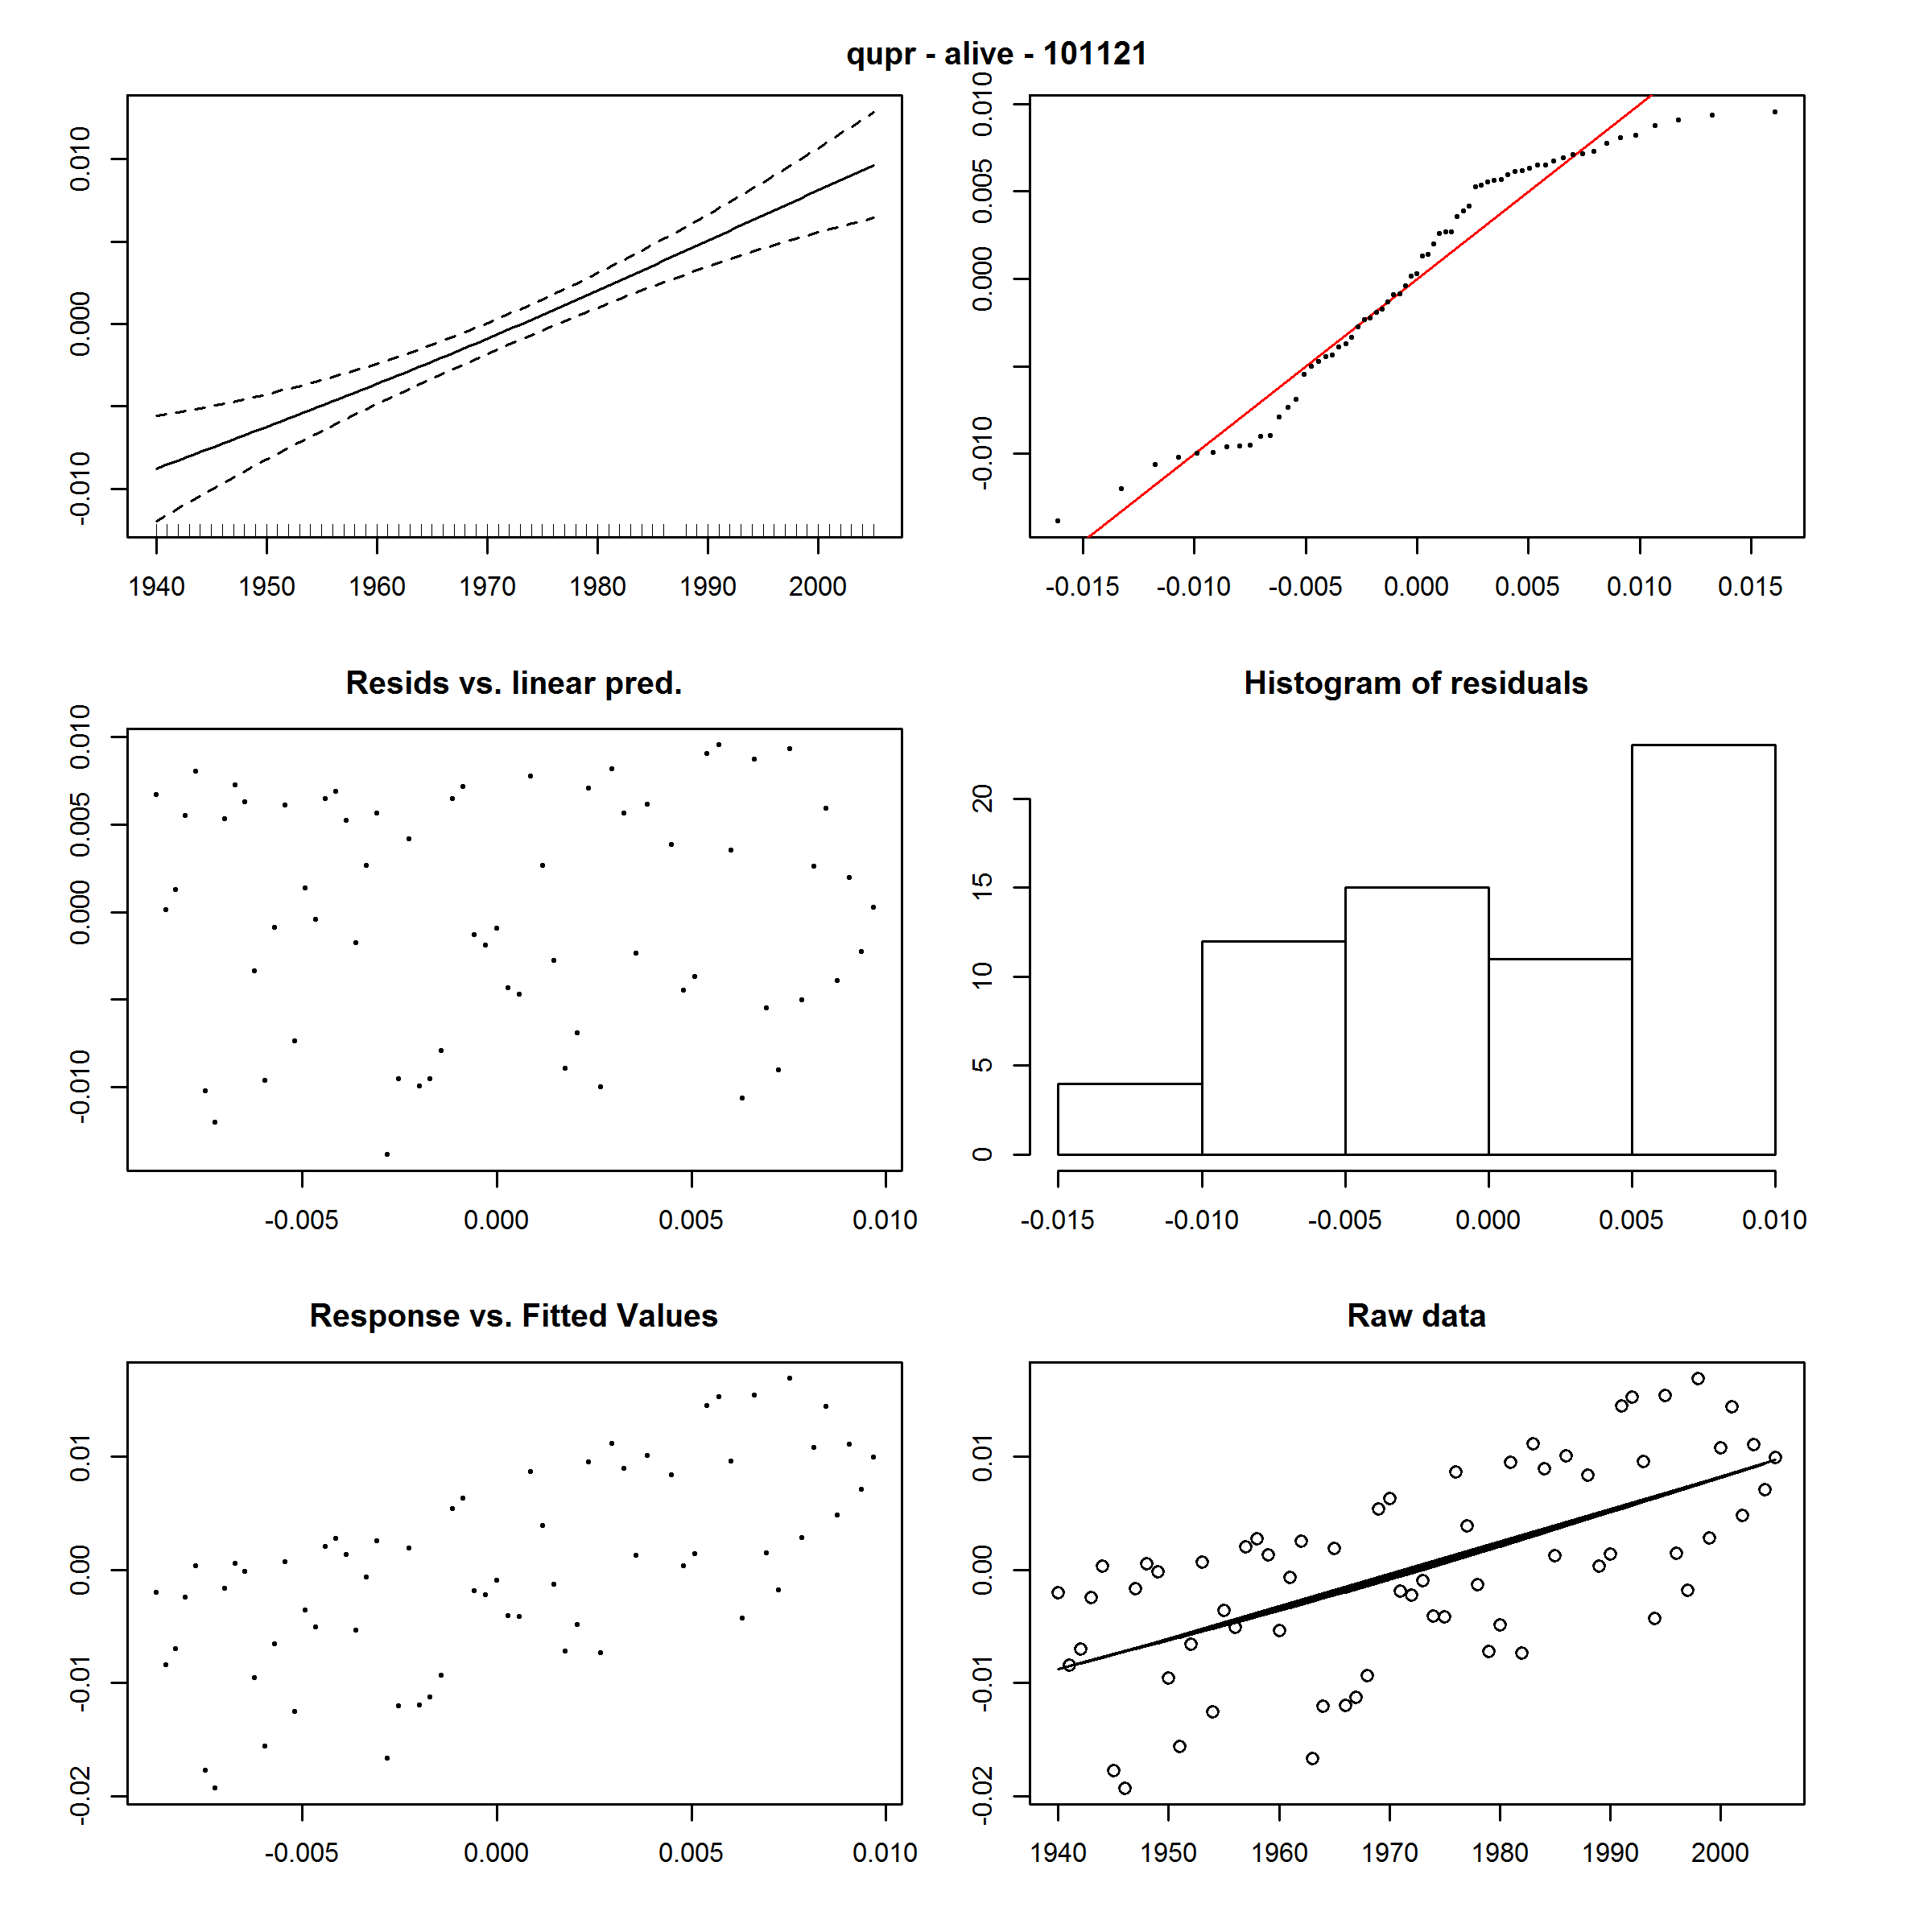 qupr - alive - 101121
0.010
0.000
-0.010
1940 1950 1960 1970 1980 1990 2000
0.010
0.005
0.000
-0.010
-0.015 -0.010 -0.005 0.000 0.005 0.010 0.015
Resids vs. linear pred.
0.010
0.005
0.000
-0.010
-0.005 0.000 0.005 0.010
Histogram of residuals
20
15
10
5
0
-0.015 -0.010 -0.005 0.000 0.005 0.010
Response vs. Fitted Values
0.01
0.00
-0.01
-0.02
-0.005 0.000 0.005 0.010
Raw data
0.01
0.00
-0.01
-0.02
1940 1950 1960 1970 1980 1990 2000